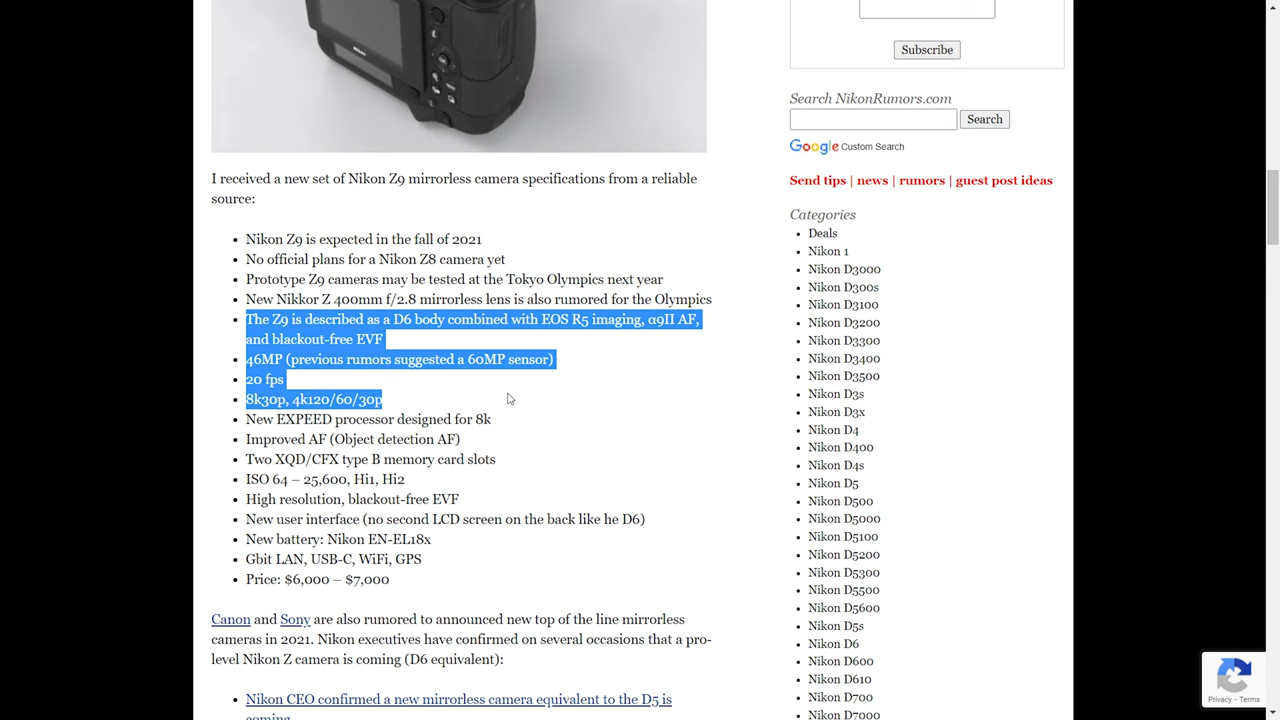 I received a new set of Nikon Z9 mirrorless camera specifications from a reliable
source:
• Nikon Z9 is expected in the fall of 2021
• No official plans for a Nikon Z8 camera yet
• Prototype Z9 cameras may be tested at the Tokyo Olympics next year
• New Nikkor Z 400mm f/2.8 mirrorless lens is also rumored for the Olympics
• The Z9 is described as a D6 body combined with EOS R5 imaging, α9II AF,
and blackout-free EVF
• 46MP (previous rumors suggested a 60MP sensor)
• 20 fps
• 8k30p, 4k120/60/30p
• New EXPEED processor designed for 8k
• Improved AF (Object detection AF)
• Two XQD/CFX type B memory card slots
• ISO 64 – 25,600, Hi1, Hi2
• High resolution, blackout-free EVF
• New user interface (no second LCD screen on the back like he D6)
• New battery: Nikon EN-EL18x
• Gbit LAN, USB-C, WiFi, GPS
• Price: $6,000 – $7,000
Canon and Sony are also rumored to announced new top of the line mirrorless
cameras in 2021. Nikon executives have confirmed on several occasions that a pro-
level Nikon Z camera is coming (D6 equivalent):
• Nikon CEO confirmed a new mirrorless camera equivalent to the D5 is
coming
Subscribe
Search NikonRumors.com
Search
Google Custom Search
Send tips | news | rumors | guest post ideas
Categories
• Deals
• Nikon 1
• Nikon D3000
• Nikon D300s
• Nikon D3100
• Nikon D3200
• Nikon D3300
• Nikon D3400
• Nikon D3500
• Nikon D3s
• Nikon D3x
• Nikon D4
• Nikon D400
• Nikon D4s
• Nikon D5
• Nikon D500
• Nikon D5000
• Nikon D5100
• Nikon D5200
• Nikon D5300
• Nikon D5500
• Nikon D5600
• Nikon D5s
• Nikon D6
• Nikon D600
• Nikon D610
• Nikon D700
• Nikon D7000
Privacy - Terms